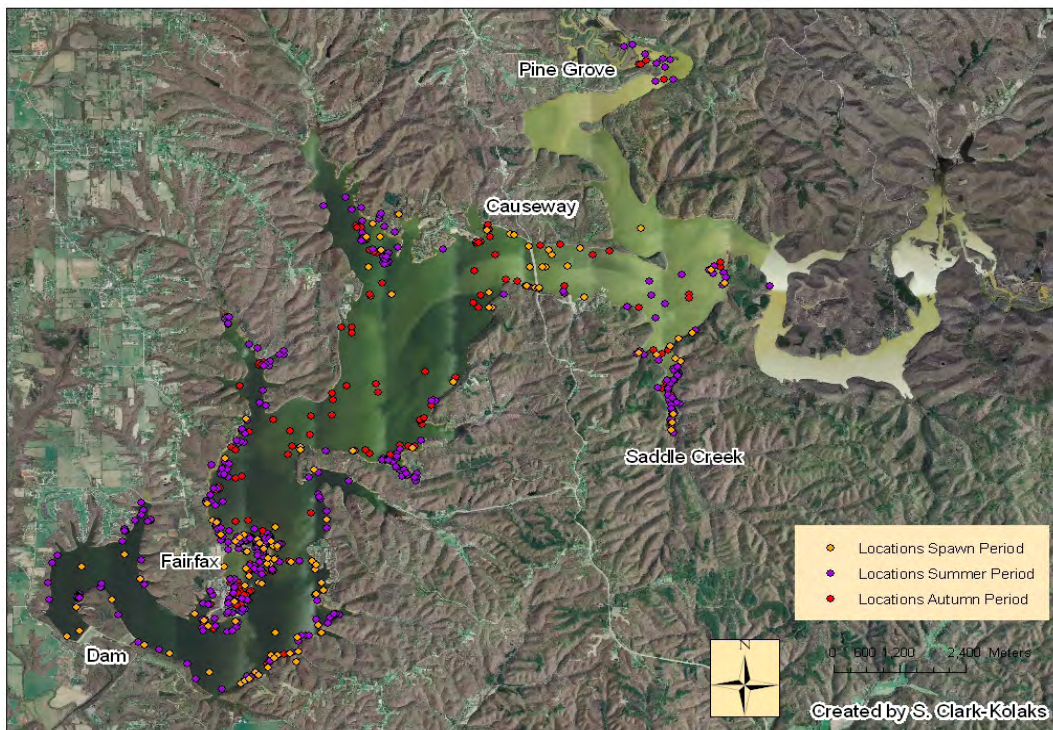 Pine Grove
Causeway
Saddle Creek
Fairfax
Dam
Locations Spawn Period
Locations Summer Period
Locations Autumn Period
N
0 600 1,200 2,400 Meters
Created by S. Clark-Kolaks